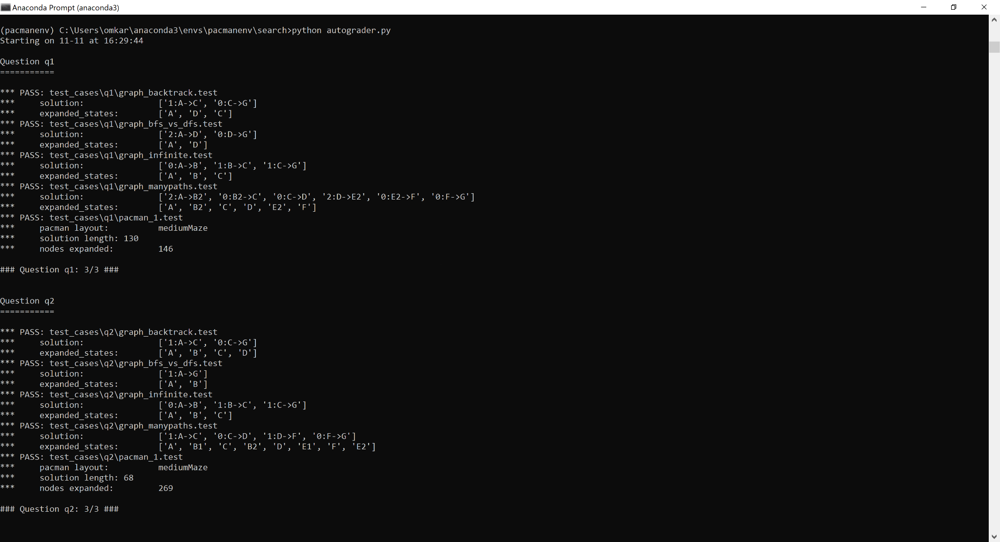 Anaconda Prompt (anaconda3)
(pacmanenv) C:\Users\omkar\anaconda3\envs\pacmanenv\search>python autograder.py
Starting on 11-11 at 16:29:44
Question q1
===========
*** PASS: test_cases\q1\graph_backtrack.test
***     solution:               ['1:A->C', '0:C->G']
***     expanded_states:        ['A', 'D', 'C']
*** PASS: test_cases\q1\graph_bfs_vs_dfs.test
***     solution:               ['2:A->D', '0:D->G']
***     expanded_states:        ['A', 'D']
*** PASS: test_cases\q1\graph_infinite.test
***     solution:               ['0:A->B', '1:B->C', '1:C->G']
***     expanded_states:        ['A', 'B', 'C']
*** PASS: test_cases\q1\graph_manypaths.test
***     solution:               ['2:A->B2', '0:B2->C', '0:C->D', '2:D->E2', '0:E2->F', '0:F->G']
***     expanded_states:        ['A', 'B2', 'C', 'D', 'E2', 'F']
*** PASS: test_cases\q1\pacman_1.test
***     pacman layout:          mediumMaze
***     solution length: 130
***     nodes expanded:         146
### Question q1: 3/3 ###
Question q2
===========
*** PASS: test_cases\q2\graph_backtrack.test
***     solution:               ['1:A->C', '0:C->G']
***     expanded_states:        ['A', 'B', 'C', 'D']
*** PASS: test_cases\q2\graph_bfs_vs_dfs.test
***     solution:               ['1:A->G']
***     expanded_states:        ['A', 'B']
*** PASS: test_cases\q2\graph_infinite.test
***     solution:               ['0:A->B', '1:B->C', '1:C->G']
***     expanded_states:        ['A', 'B', 'C']
*** PASS: test_cases\q2\graph_manypaths.test
***     solution:               ['1:A->C', '0:C->D', '1:D->F', '0:F->G']
***     expanded_states:        ['A', 'B1', 'C', 'B2', 'D', 'E1', 'F', 'E2']
*** PASS: test_cases\q2\pacman_1.test
***     pacman layout:          mediumMaze
***     solution length: 68
***     nodes expanded:         269
### Question q2: 3/3 ###